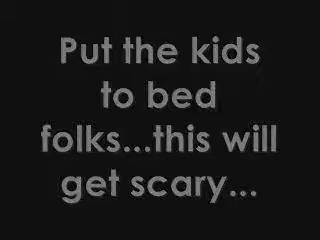 Put the kids
to bed
folks...this will
get scary...